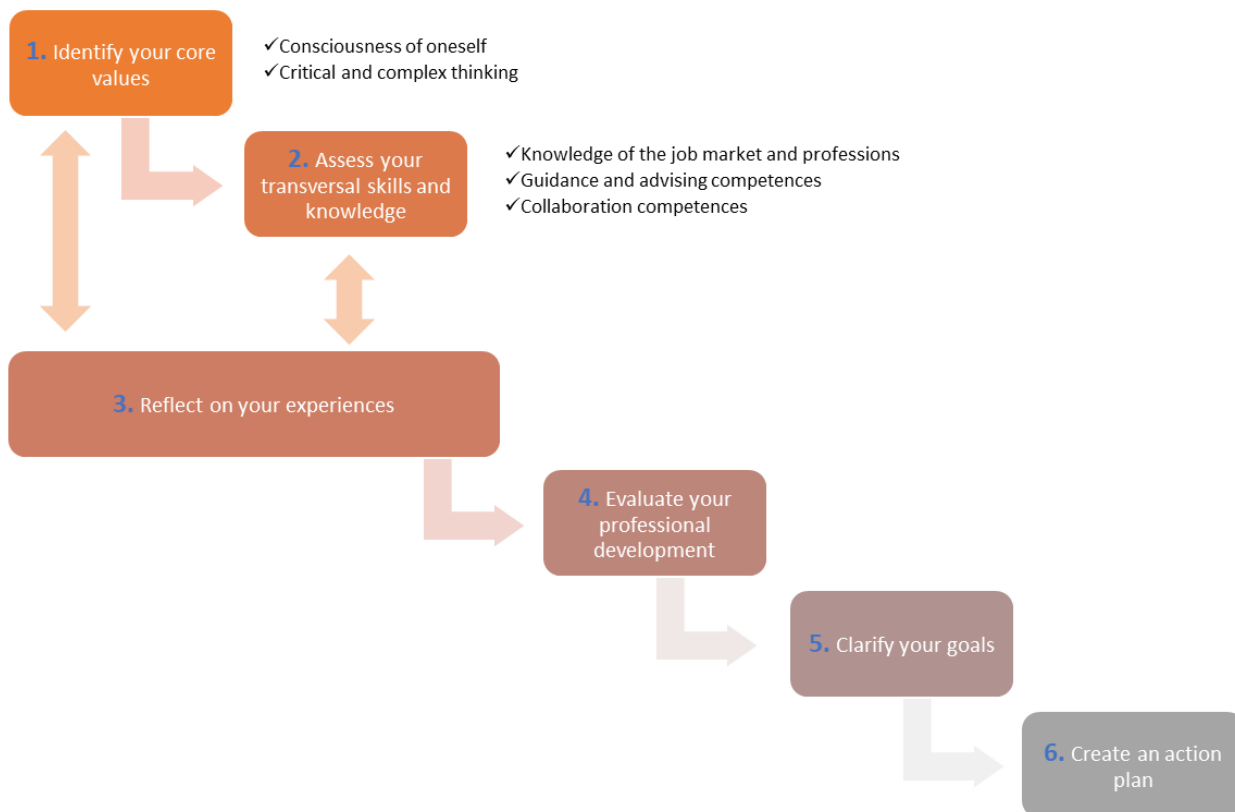 1. Identify your core
values
✓Consciousness of oneself
✓Critical and complex thinking
2. Assess your
transversal skills and
knowledge
✓Knowledge of the job market and professions
✓Guidance and advising competences
✓Collaboration competences
3. Reflect on your experiences
4. Evaluate your
professional
development
5. Clarify your goals
6. Create an action
plan